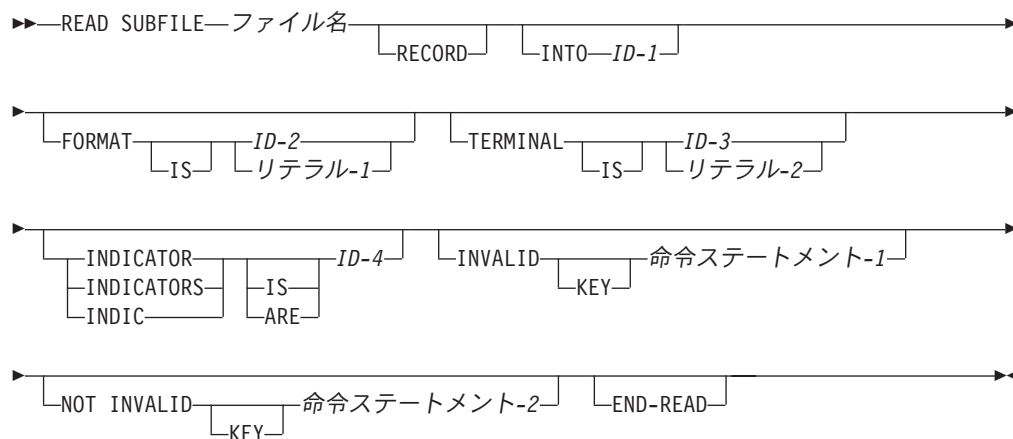 READ SUBFILE ファイル名 RECORD INTO ID-1
FORMAT IS ID-2 リテラル-1 TERMINAL IS ID-3 リテラル-2
INDICATOR INDICATORS INDIC IS ARE ID-4 INVALID KEY 命令ステートメント-1
NOT INVALID KEY 命令ステートメント-2 END-READ